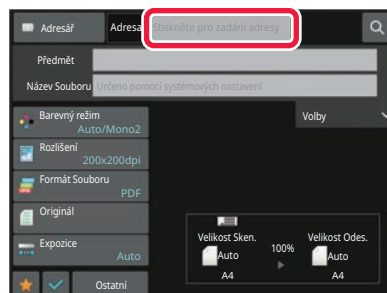 Adresář
Adresa Stiskněte pro zadání adresy
Předmět
Název Souboru Určeno pomocí systémových nastavení
Barevný režim
Auto/Mono2
Volby
Rozlišení
200x200dpi
Formát Souboru
PDF
Originál
Expozice
Auto
Velikost Sken.
Auto
A4
100%
Velikost Odes.
Auto
A4
Ostatní